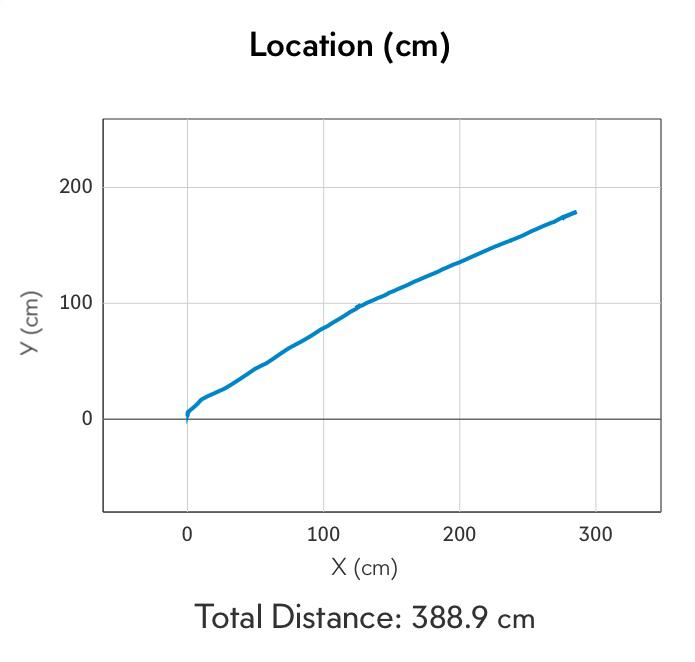 Location (cm)
200
100
0
Y (cm)
0 100 200 300
X (cm)
Total Distance: 388.9 cm